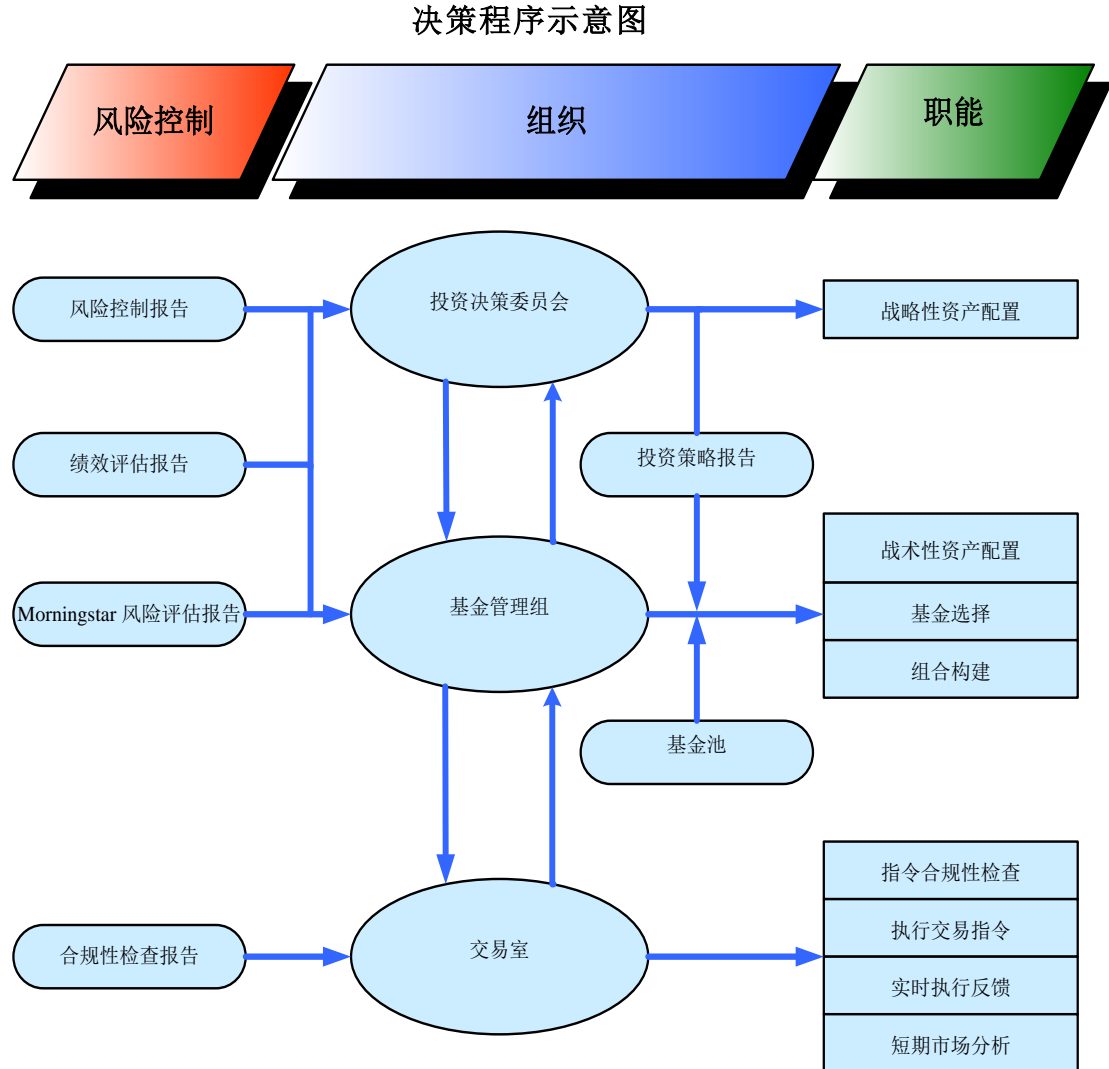 决策程序示意图
风险控制
组织
职能
风险控制报告
投资决策委员会
战略性资产配置
绩效评估报告
投资策略报告
战术性资产配置
Morningstar 风险评估报告
基金管理组
基金选择
组合构建
基金池
指令合规性检查
合规性检查报告
交易室
执行交易指令
实时执行反馈
短期市场分析